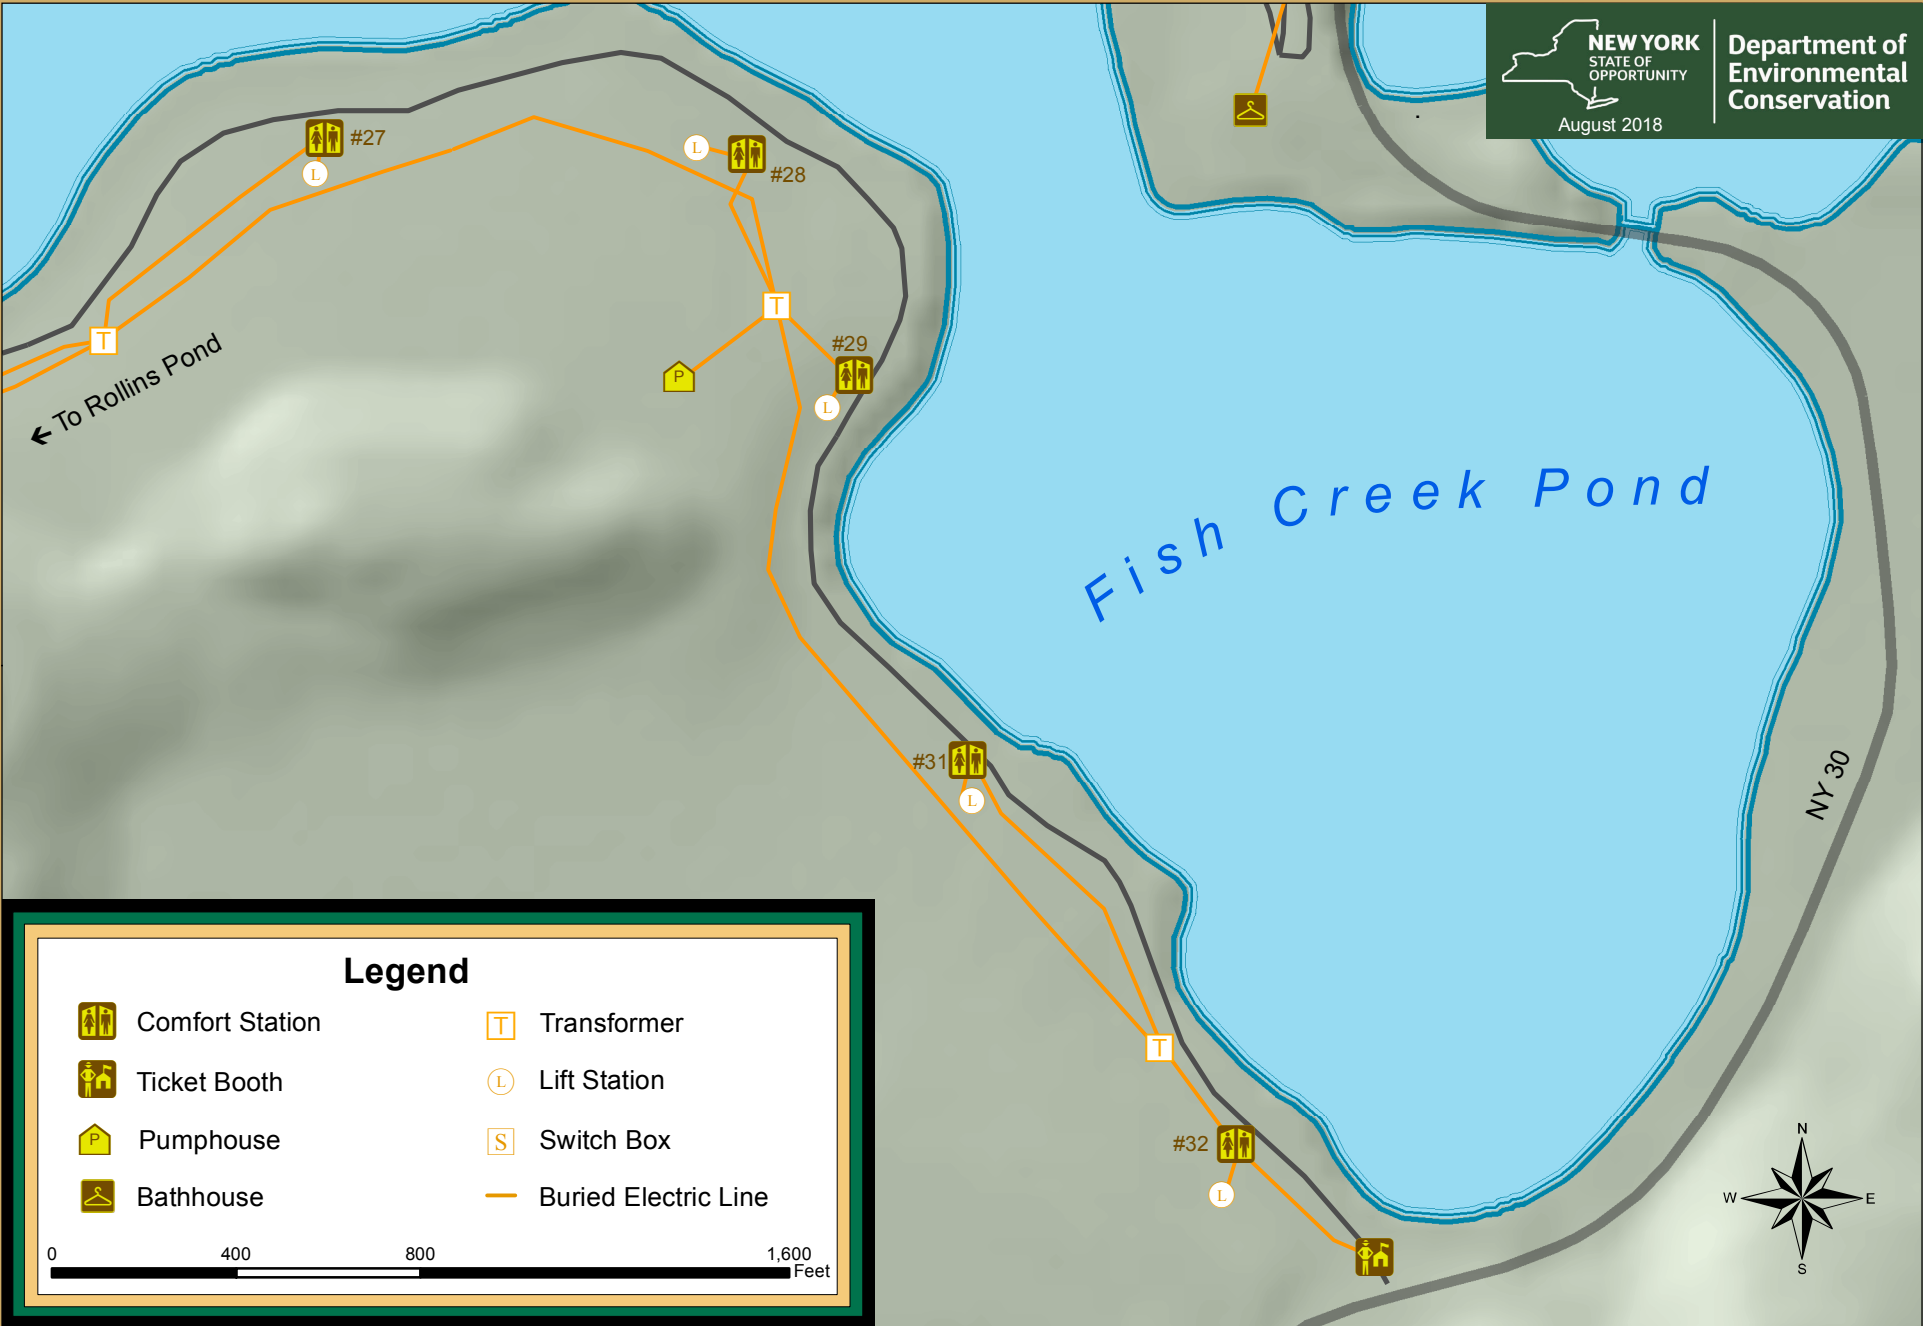 NEW YORK
STATE OF
OPPORTUNITY
Department of
Environmental
Conservation
August 2018
#27
L
L
#28
T
T
#29
P
L
← To Rollins Pond
Fish Creek Pond
#31
L
NY 30
T
#32
L
Legend
Comfort Station
T Transformer
Ticket Booth
L Lift Station
P Pumphouse
S Switch Box
Bathhouse
Buried Electric Line
0 400 800 1,600
Feet
N
W E
S